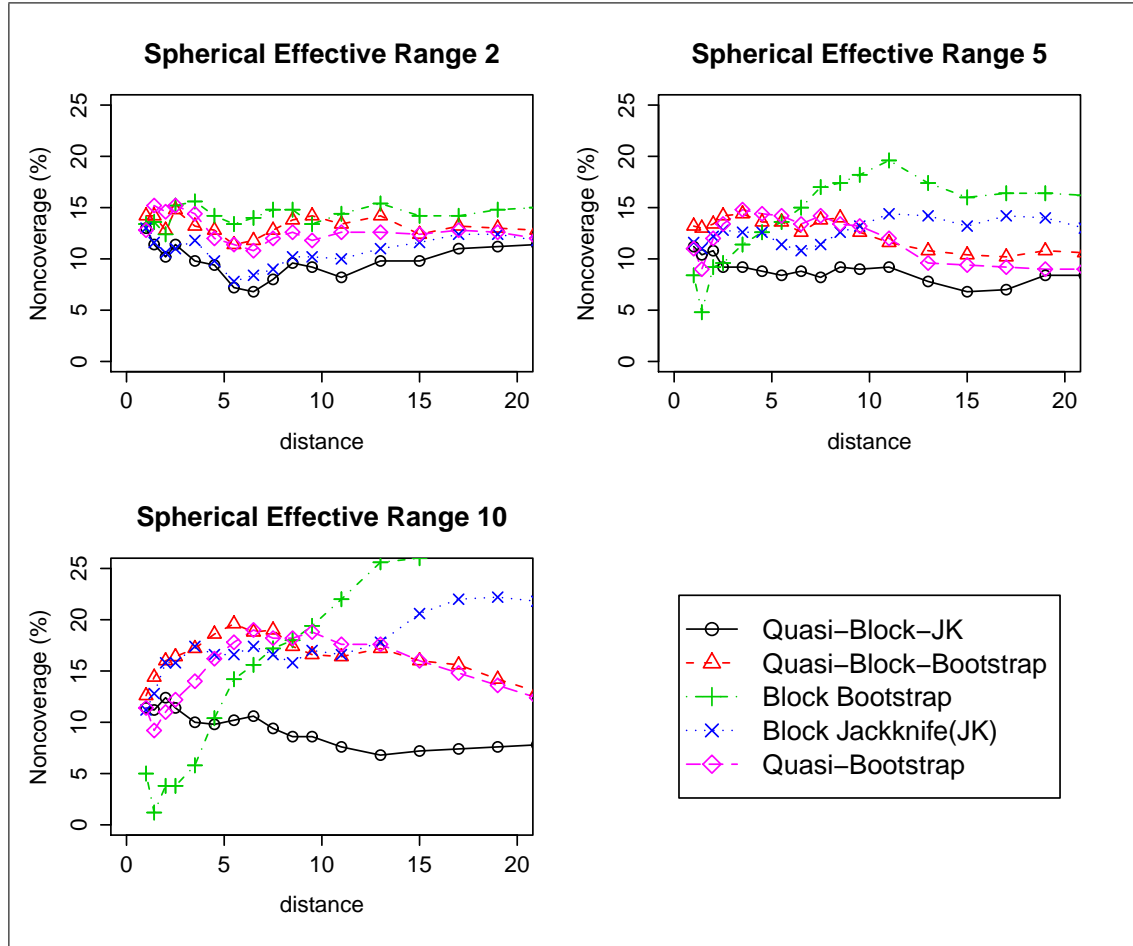 Spherical Effective Range 2
Noncoverage (%)
0 5 10 15 20 25
0 5 10 15 20
distance
Spherical Effective Range 5
Noncoverage (%)
0 5 10 15 20 25
0 5 10 15 20
distance
Spherical Effective Range 10
Noncoverage (%)
0 5 10 15 20 25
0 5 10 15 20
distance
Quasi−Block−JK
Quasi−Block−Bootstrap
Block Bootstrap
Block Jackknife(JK)
Quasi−Bootstrap